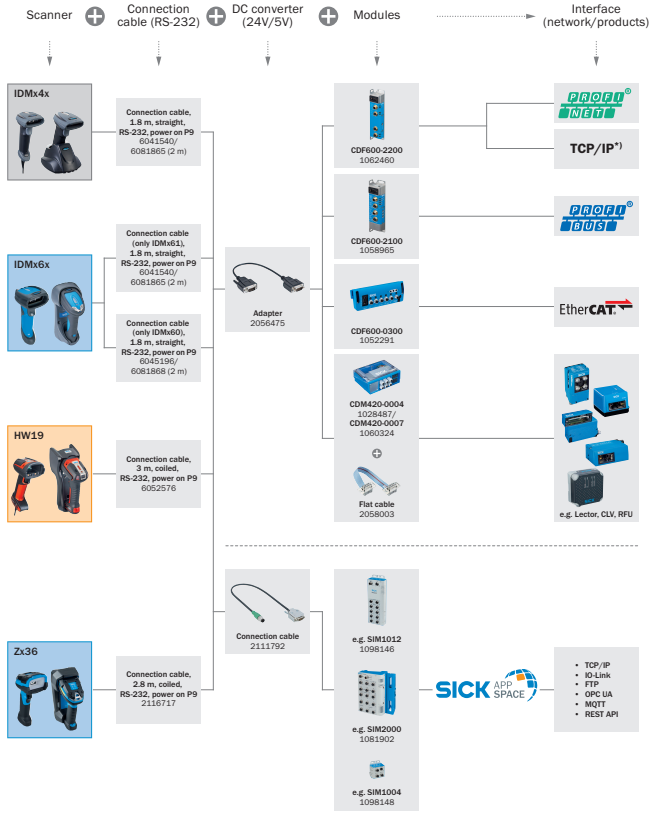 Scanner
Connection
cable (RS-232)
DC converter
(24V/5V)
Modules
Interface
(network/products)
IDMx4x
Connection cable,
1.8 m, straight,
RS-232, power on P9
6041540/
6081865 (2 m)
CDF600-2200
1062460
PROFI
NET
®
TCP/IP*)
CDF600-2100
1058965
PROFI
BUS
®
IDMx6x
Connection cable
(only IDMx61),
1.8 m, straight,
RS-232, power on P9
6041540/
6081865 (2 m)
Connection cable
(only IDMx60),
1.8 m, straight,
RS-232, power on P9
6045196/
6081868 (2 m)
Adapter
2056475
CDF600-0300
1052291
EtherCAT®
CDM420-0004
1028487/
CDM420-0007
1060324
Flat cable
2058003
e.g. Lector, CLV, RFU
HW19
Connection cable,
3 m, coiled,
RS-232, power on P9
6052576
Connection cable
2111792
e.g. SIM1012
1098146
Zx36
Connection cable,
2.8 m, coiled,
RS-232, power on P9
2116717
e.g. SIM2000
1081902
e.g. SIM1004
1098148
SICK APP
SPACE
• TCP/IP
• IO-Link
• FTP
• OPC UA
• MQTT
• REST API